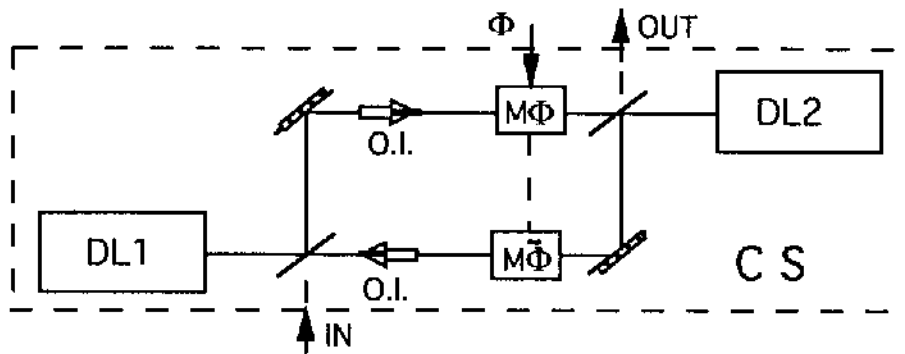 Φ
OUT
MΦ
DL2
O.I.
DL1
MΦ̃
C S
O.I.
IN